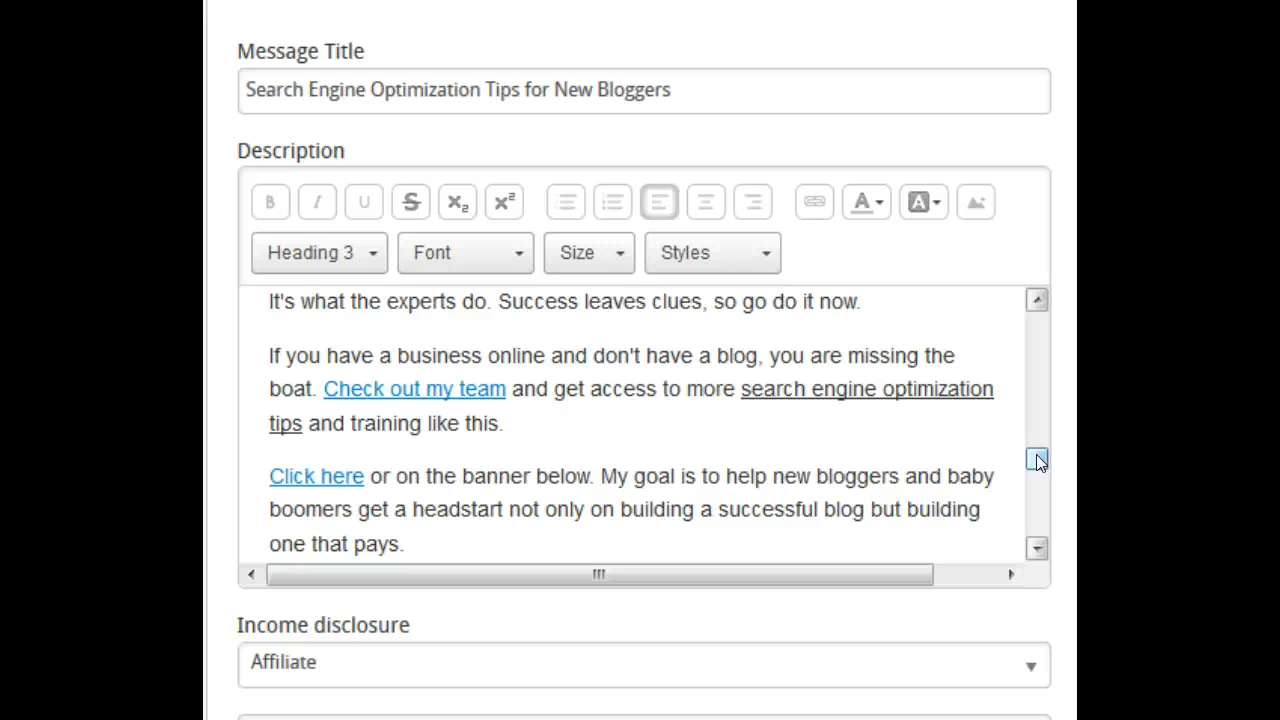 Message Title
Search Engine Optimization Tips for New Bloggers
Description
B I U S X₂ X² A A
Heading 3 Font Size Styles
It's what the experts do. Success leaves clues, so go do it now.
If you have a business online and don't have a blog, you are missing the
boat. Check out my team and get access to more search engine optimization
tips and training like this.
Click here or on the banner below. My goal is to help new bloggers and baby
boomers get a headstart not only on building a successful blog but building
one that pays.
Income disclosure
Affiliate